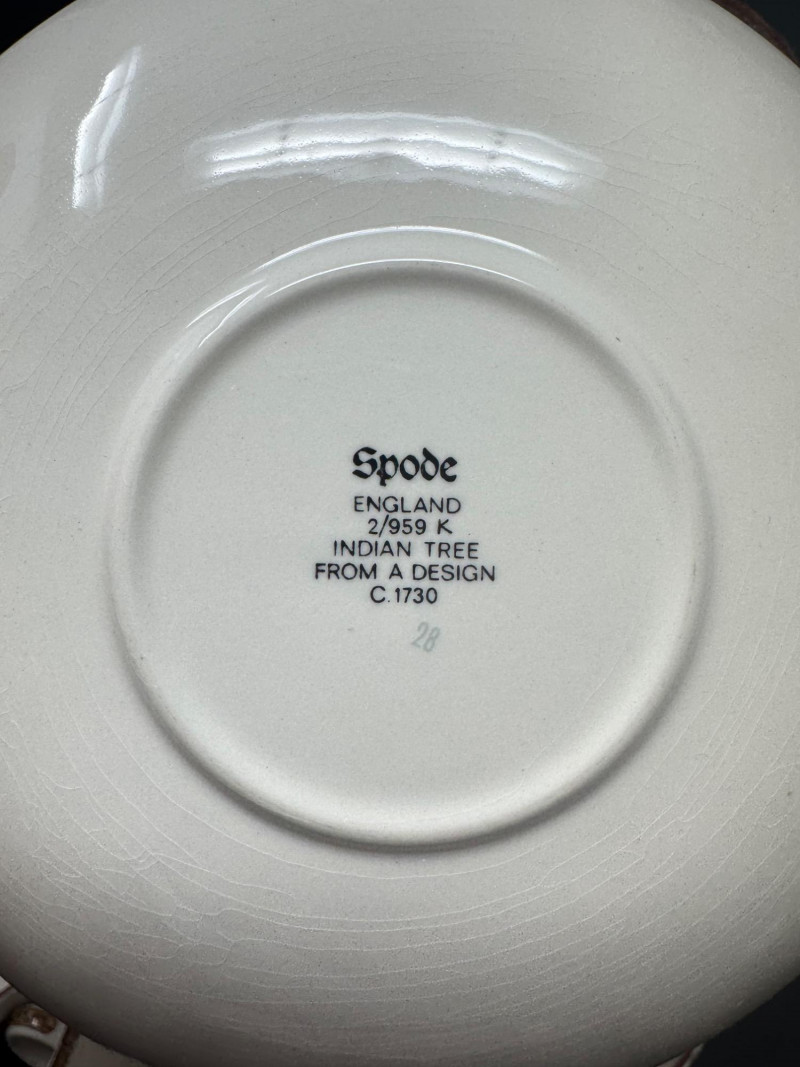 Spode
ENGLAND
2/959 K
INDIAN TREE
FROM A DESIGN
C.1730
28